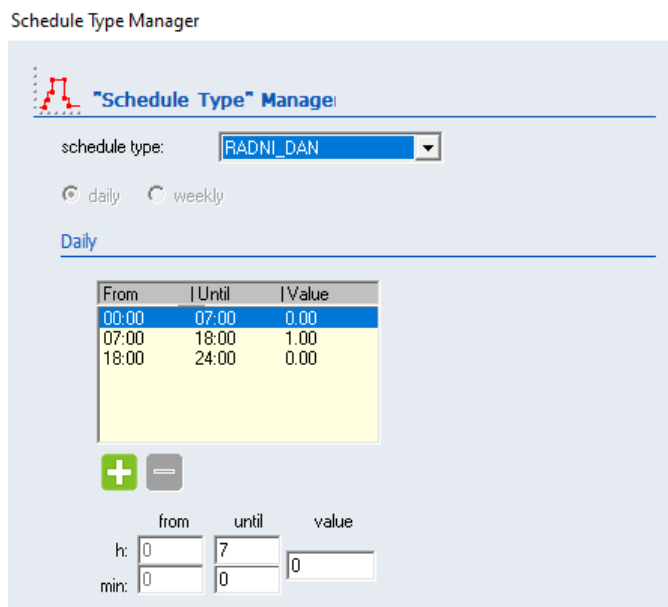 Schedule Type Manager
"Schedule Type" Manage
schedule type: RADNI_DAN
daily weekly
Daily
From | Until | Value
00:00 07:00 0.00
07:00 18:00 1.00
18:00 24:00 0.00
from until value
h: 0 7
0
min: 0 0